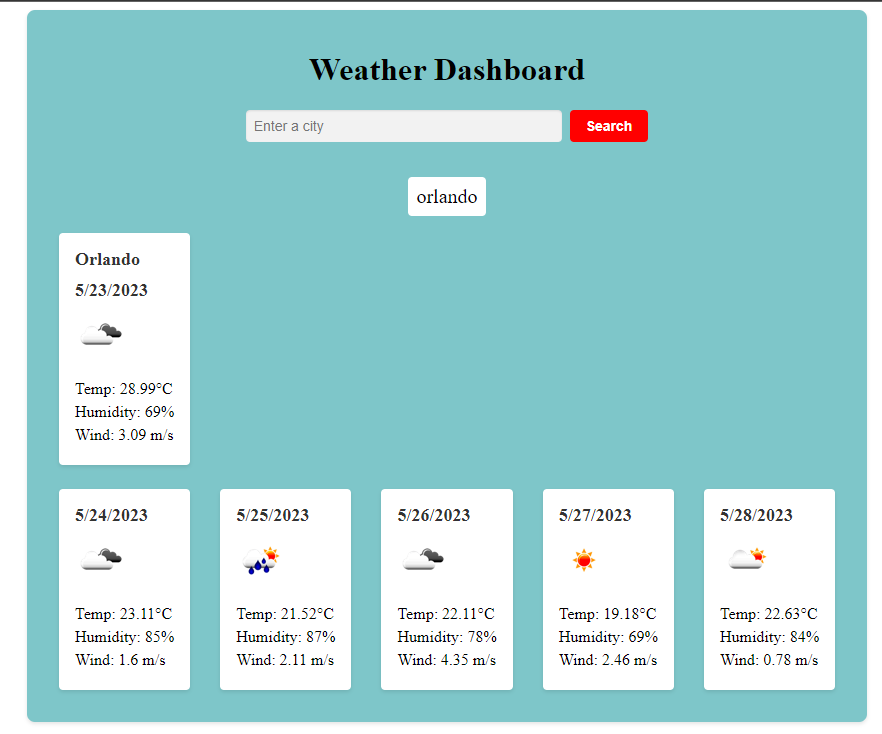 Weather Dashboard
Enter a city
Search
orlando
Orlando
5/23/2023
Temp: 28.99°C
Humidity: 69%
Wind: 3.09 m/s
5/24/2023
Temp: 23.11°C
Humidity: 85%
Wind: 1.6 m/s
5/25/2023
Temp: 21.52°C
Humidity: 87%
Wind: 2.11 m/s
5/26/2023
Temp: 22.11°C
Humidity: 78%
Wind: 4.35 m/s
5/27/2023
Temp: 19.18°C
Humidity: 69%
Wind: 2.46 m/s
5/28/2023
Temp: 22.63°C
Humidity: 84%
Wind: 0.78 m/s